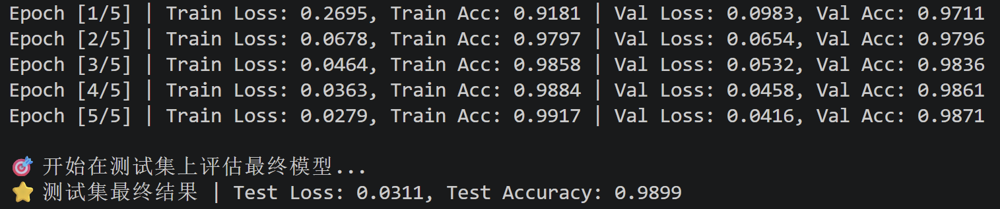 Epoch [1/5] | Train Loss: 0.2695, Train Acc: 0.9181 | Val Loss: 0.0983, Val Acc: 0.9711
Epoch [2/5] | Train Loss: 0.0678, Train Acc: 0.9797 | Val Loss: 0.0654, Val Acc: 0.9796
Epoch [3/5] | Train Loss: 0.0464, Train Acc: 0.9858 | Val Loss: 0.0532, Val Acc: 0.9836
Epoch [4/5] | Train Loss: 0.0363, Train Acc: 0.9884 | Val Loss: 0.0458, Val Acc: 0.9861
Epoch [5/5] | Train Loss: 0.0279, Train Acc: 0.9917 | Val Loss: 0.0416, Val Acc: 0.9871
🎯 开始在测试集上评估最终模型...
⭐ 测试集最终结果 | Test Loss: 0.0311, Test Accuracy: 0.9899